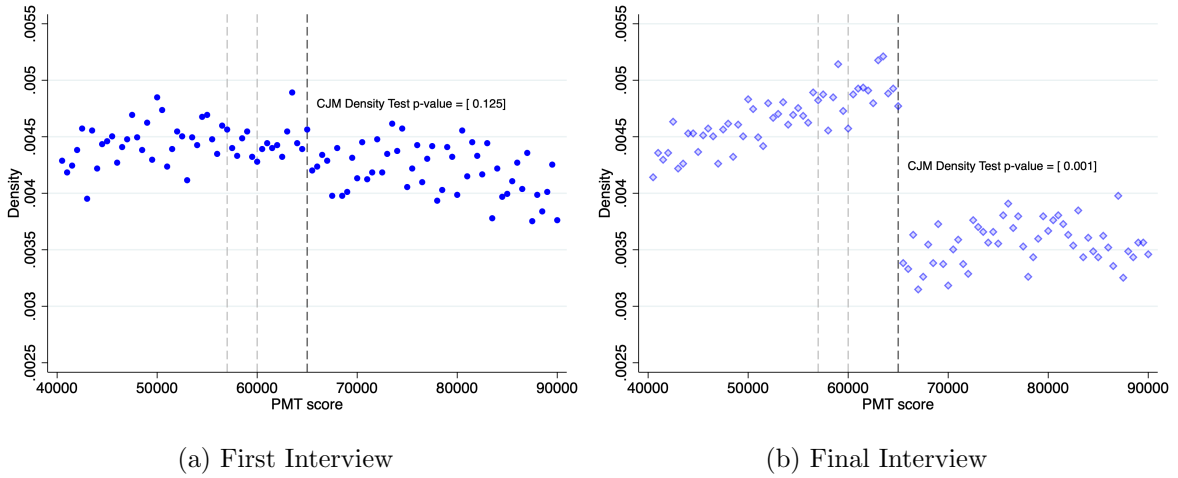 .0055
.005
.0045
.004
.0035
.003
.0025
Density
CJM Density Test p-value = [ 0.125]
40000 50000 60000 70000 80000 90000
PMT score
(a) First Interview
.0055
.005
.0045
.004
.0035
.003
.0025
Density
CJM Density Test p-value = [ 0.001]
40000 50000 60000 70000 80000 90000
PMT score
(b) Final Interview